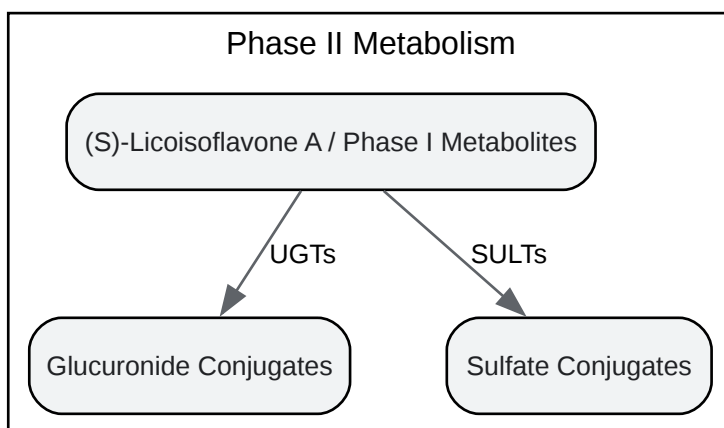 Phase II Metabolism
(S)-Licoisoflavone A / Phase I Metabolites
UGTs
SULTs
Glucuronide Conjugates
Sulfate Conjugates